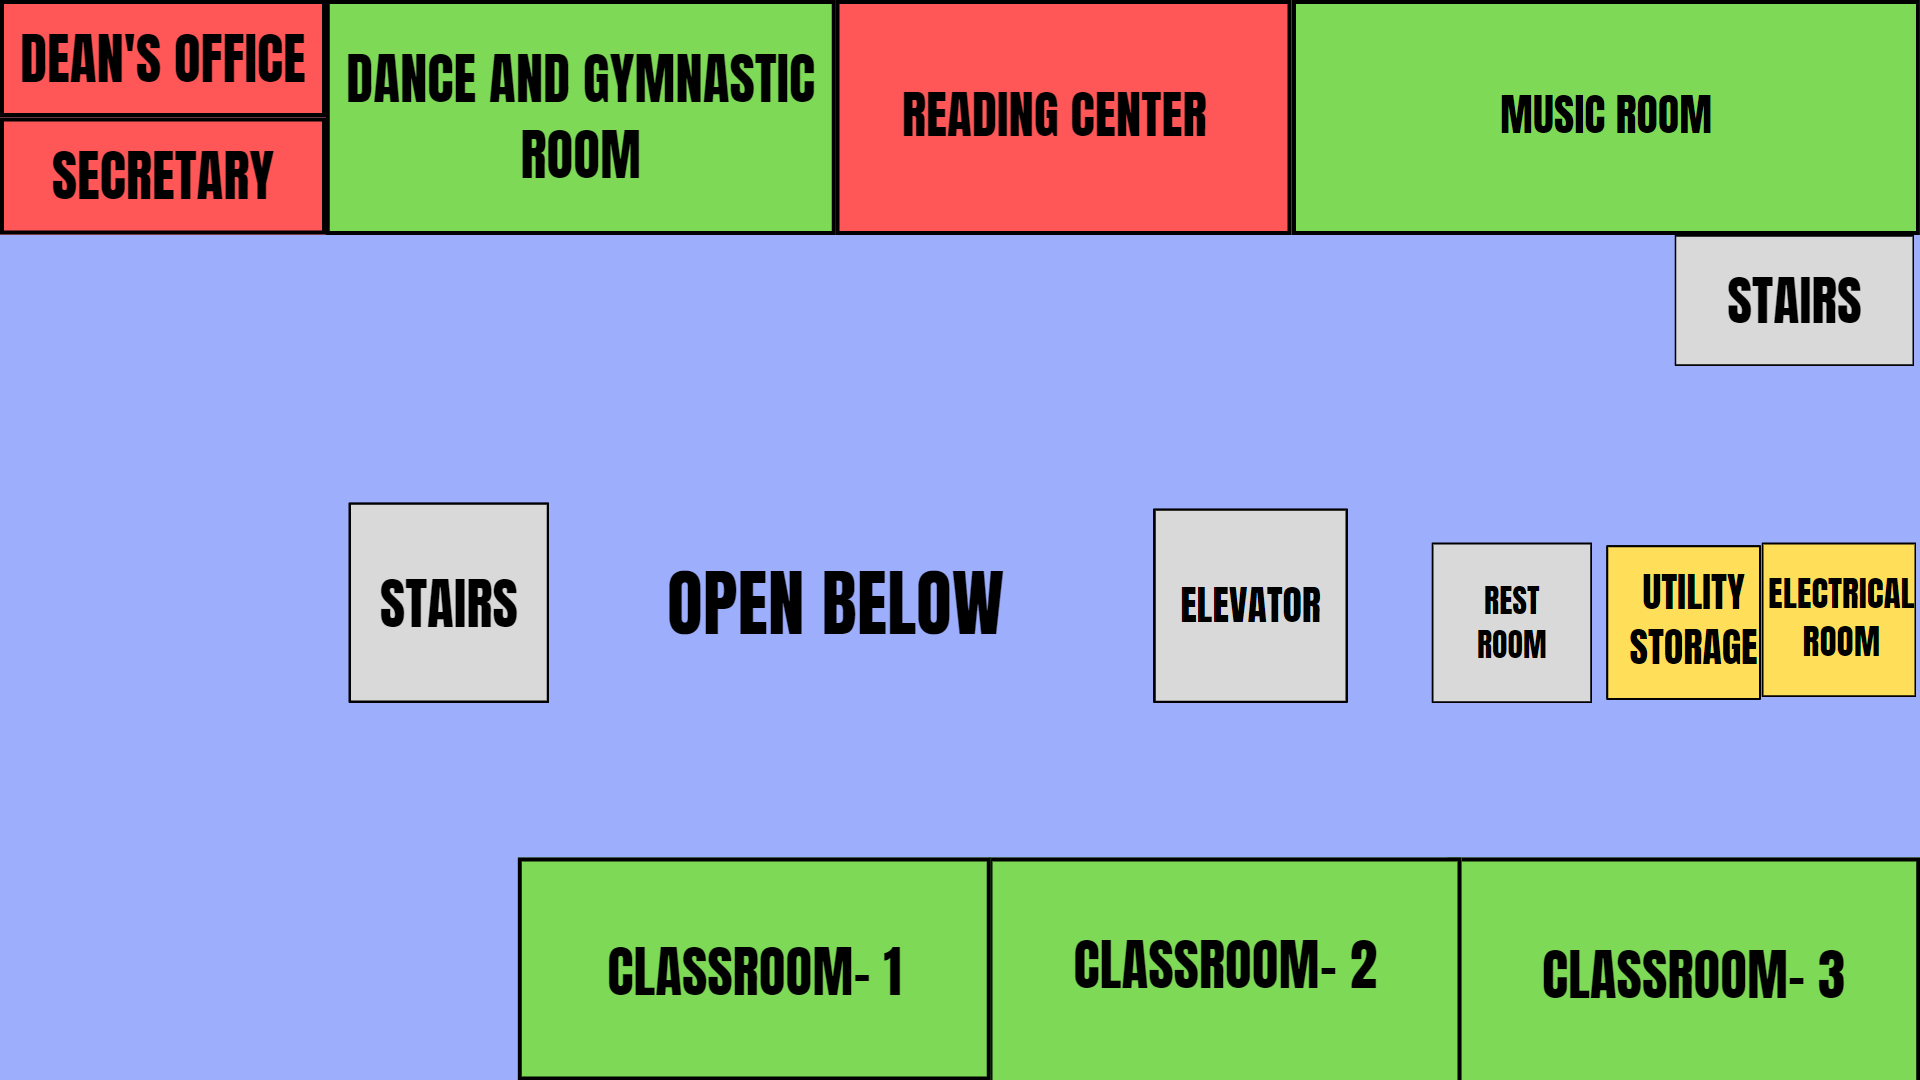 DEAN'S OFFICE
SECRETARY
DANCE AND GYMNASTIC
ROOM
READING CENTER
MUSIC ROOM
STAIRS
STAIRS
OPEN BELOW
ELEVATOR
REST
ROOM
UTILITY
STORAGE
ELECTRICAL
ROOM
CLASSROOM- 1
CLASSROOM- 2
CLASSROOM- 3